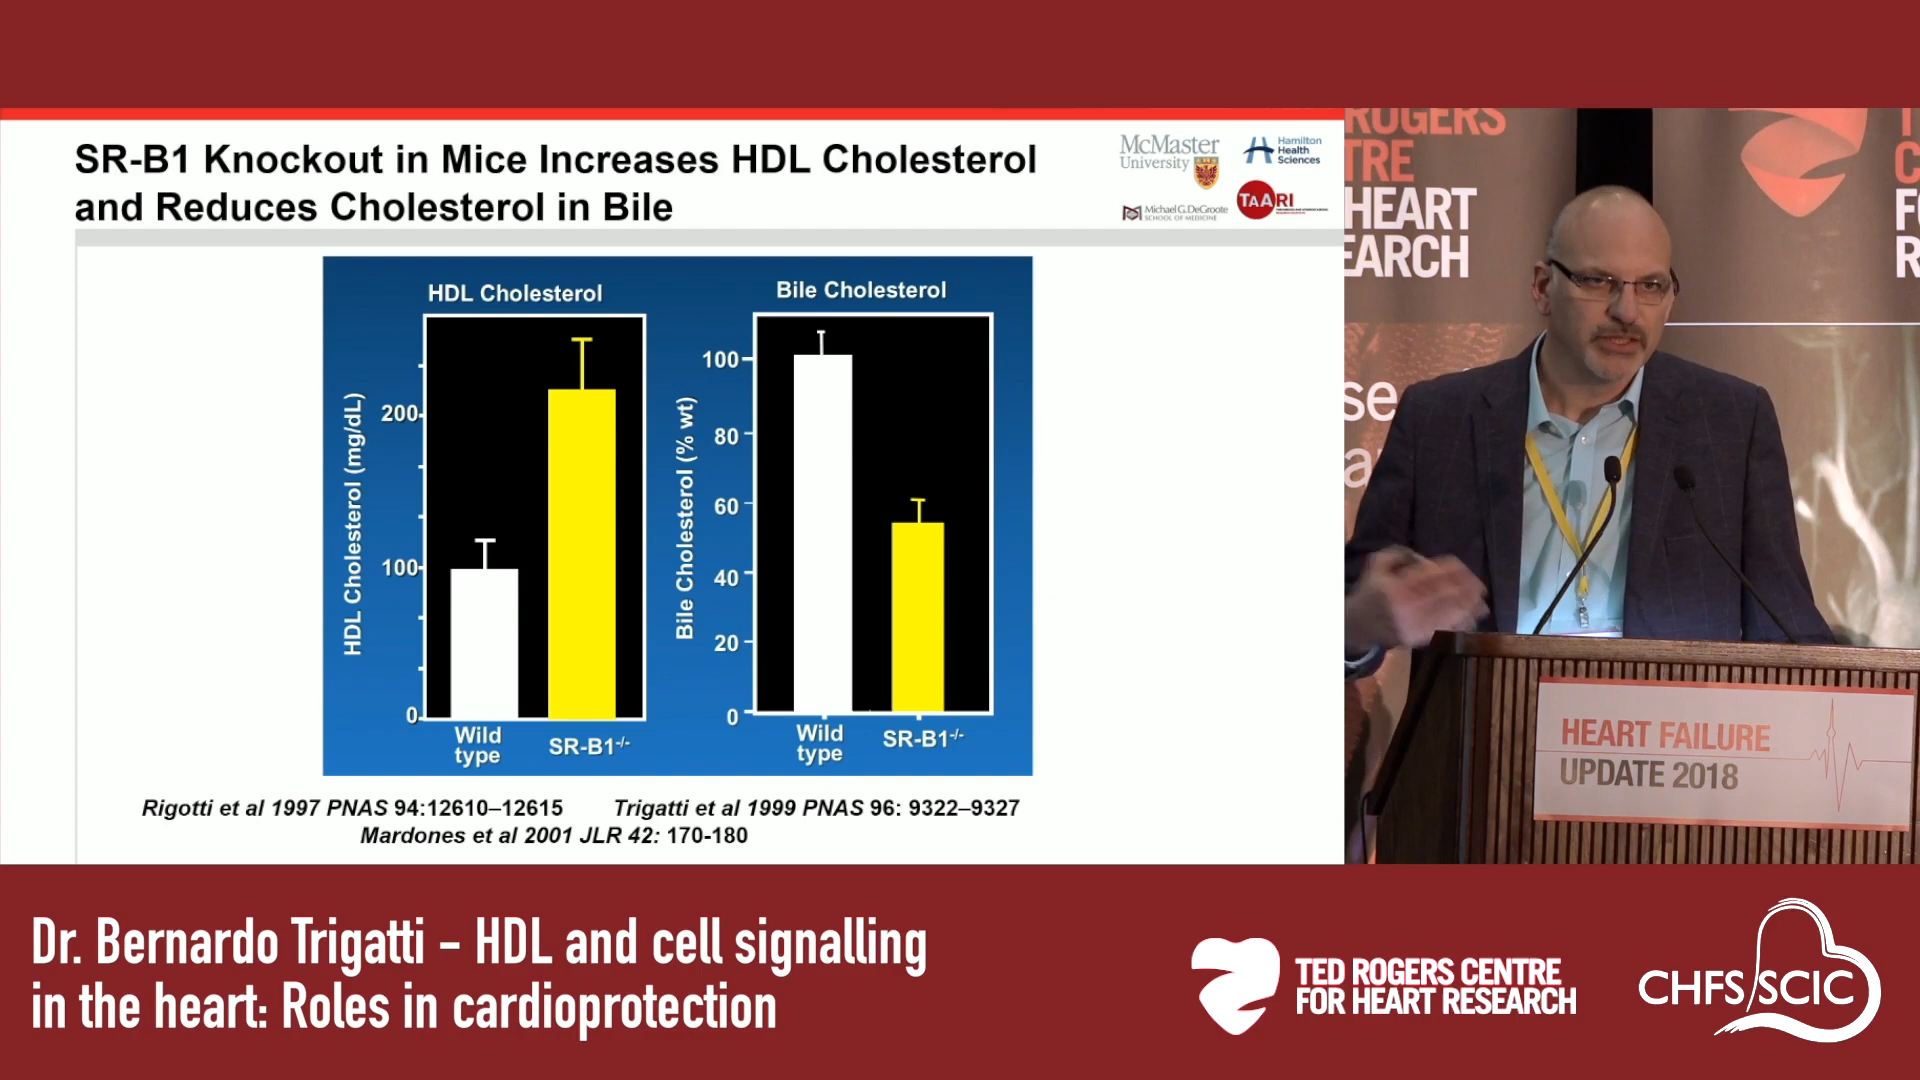 SR-B1 Knockout in Mice Increases HDL Cholesterol
and Reduces Cholesterol in Bile
McMaster
University
Hamilton
Health
Sciences
Michael G. DeGroote
SCHOOL OF MEDICINE
TAARI
HDL Cholesterol
HDL Cholesterol (mg/dL)
200
100
0
Wild
type
SR-B1-/-
Bile Cholesterol
Bile Cholesterol (% wt)
100
80
60
40
20
0
Wild
type
SR-B1-/-
Rigotti et al 1997 PNAS 94:12610–12615
Trigatti et al 1999 PNAS 96: 9322–9327
Mardones et al 2001 JLR 42: 170-180
ROGERS
TRE
HEART
EARCH
se
a
HEART FAILURE
UPDATE 2018
Dr. Bernardo Trigatti – HDL and cell signalling
in the heart: Roles in cardioprotection
TED ROGERS CENTRE
FOR HEART RESEARCH
CHFS/SCIC